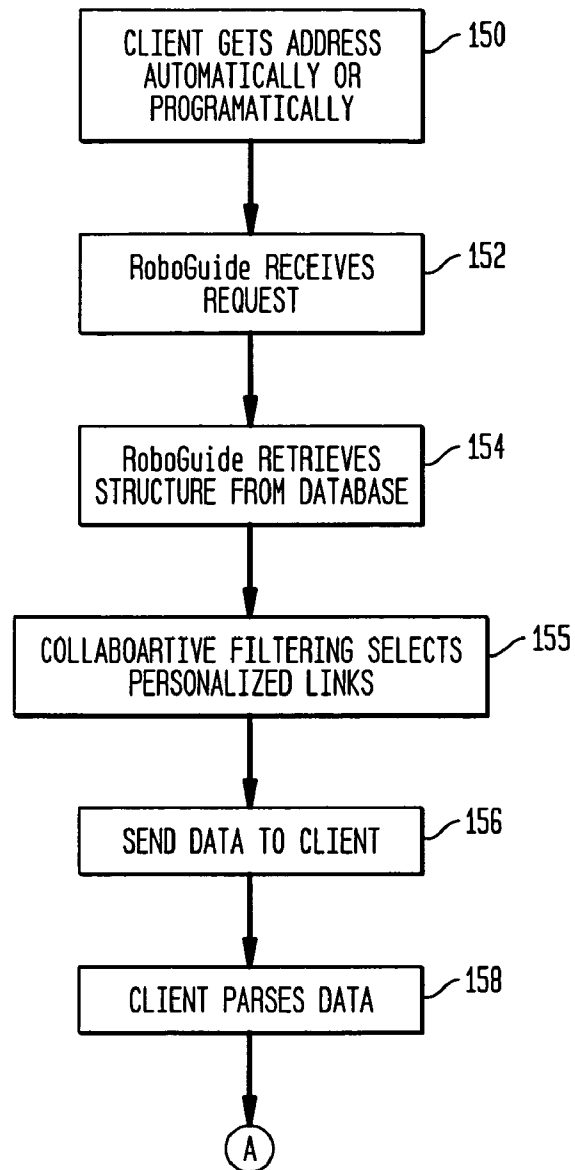 CLIENT GETS ADDRESS
AUTOMATICALLY OR
PROGRAMATICALLY
150
RoboGuide RECEIVES
REQUEST
152
RoboGuide RETRIEVES
STRUCTURE FROM DATABASE
154
COLLABOARTIVE FILTERING SELECTS
PERSONALIZED LINKS
155
SEND DATA TO CLIENT
156
CLIENT PARSES DATA
158
A